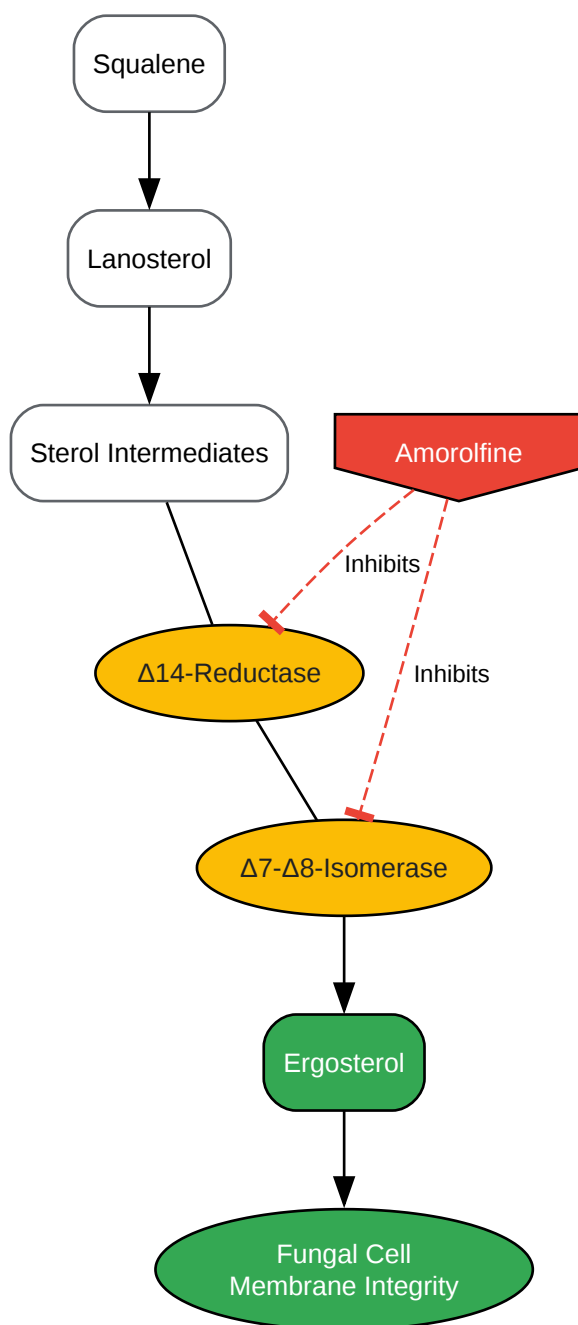 Squalene
Lanosterol
Sterol Intermediates
Amorolfine
Inhibits
Δ14-Reductase
Inhibits
Δ7-Δ8-Isomerase
Ergosterol
Fungal Cell
Membrane Integrity